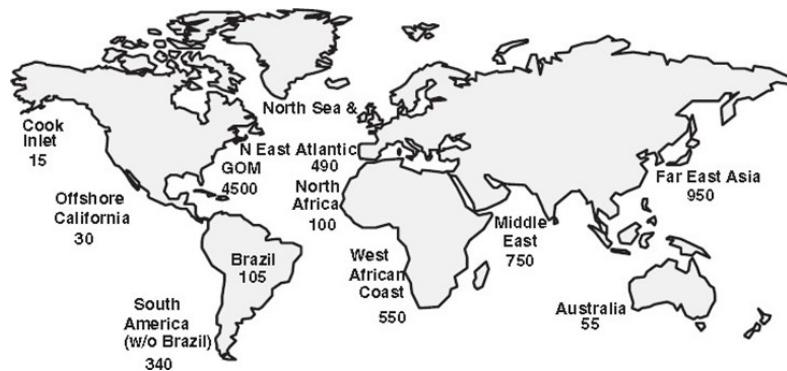 North Sea &
N East Atlantic
490
Cook
Inlet
15
GOM
4500
Offshore
California
30
North
Africa
100
Far East Asia
950
Middle
East
750
Brazil
105
West
African
Coast
550
South
America
(w/o Brazil)
340
Australia
55